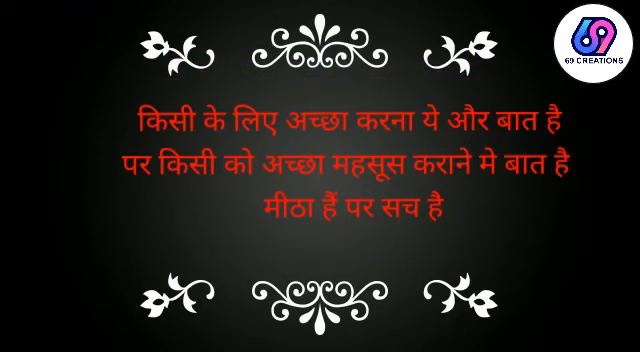 69 CREATIONS
किसी के लिए अच्छा करना ये और बात है
पर किसी को अच्छा महसूस कराने मे बात है
मीठा हैं पर सच है